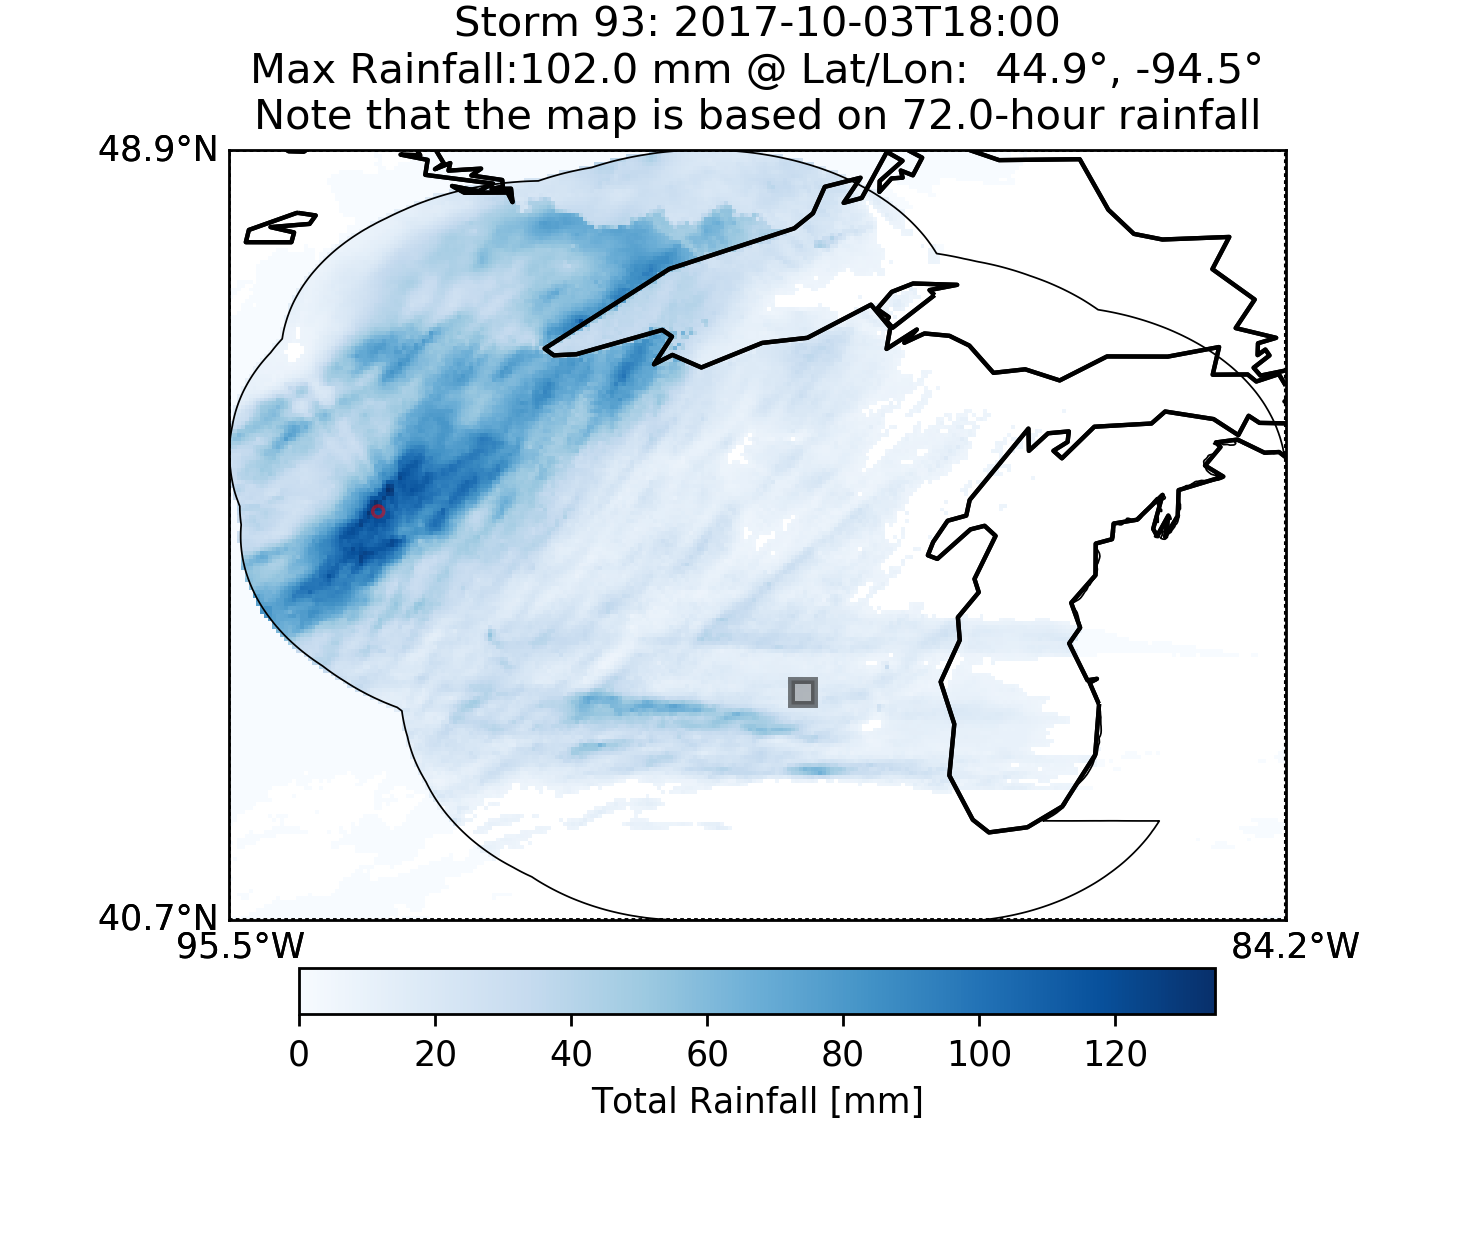 Storm 93: 2017-10-03T18:00
Max Rainfall:102.0 mm @ Lat/Lon:  44.9°, -94.5°
Note that the map is based on 72.0-hour rainfall
48.9°N
40.7°N
95.5°W 84.2°W
0 20 40 60 80 100 120
Total Rainfall [mm]